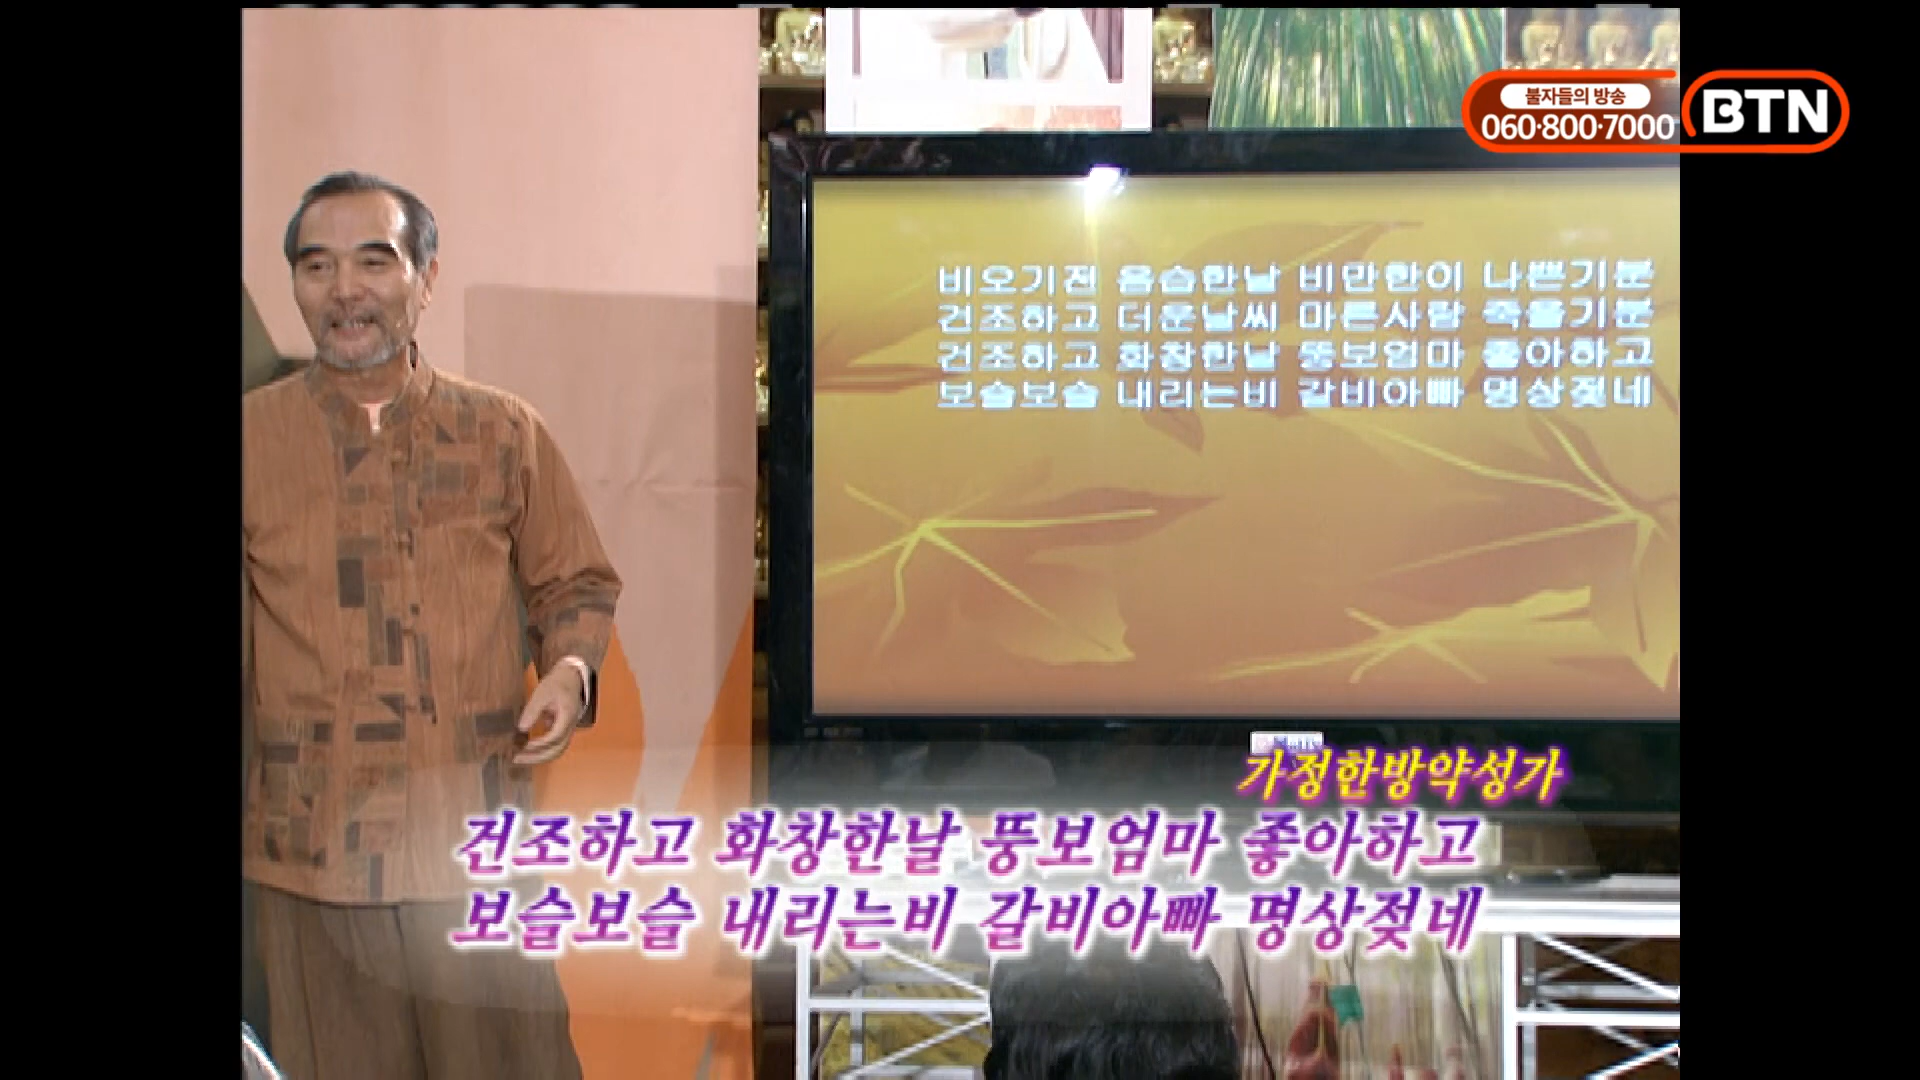 불자들의 방송
060·800·7000
BTN
비오기전 음습한날 비만한이 나쁜기분
건조하고 더운날씨 마른사람 죽을기분
건조하고 화창한날 뚱보엄마 좋아하고
보슬보슬 내리는비 갈비아빠 명상젖네
가정한방약성가
건조하고 화창한날 뚱보엄마 좋아하고
보슬보슬 내리는비 갈비아빠 명상젖네